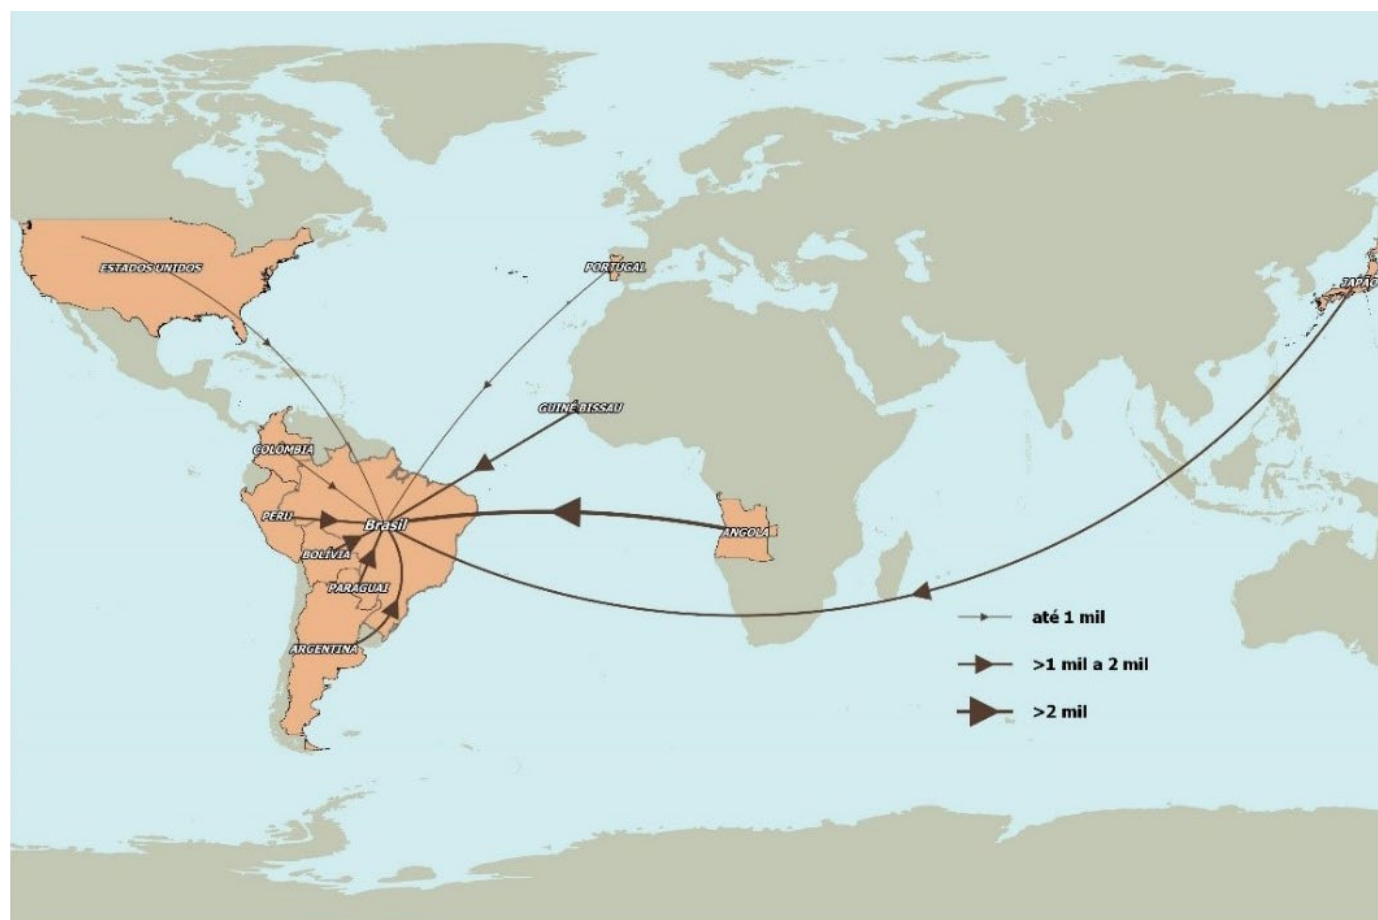 ESTADOS UNIDOS
PORTUGAL
JAPÃO
GUINÉ BISSAU
COLÔMBIA
PERU
Brasil
ANGOLA
BOLÍVIA
PARAGUAI
ARGENTINA
até 1 mil
>1 mil a 2 mil
>2 mil